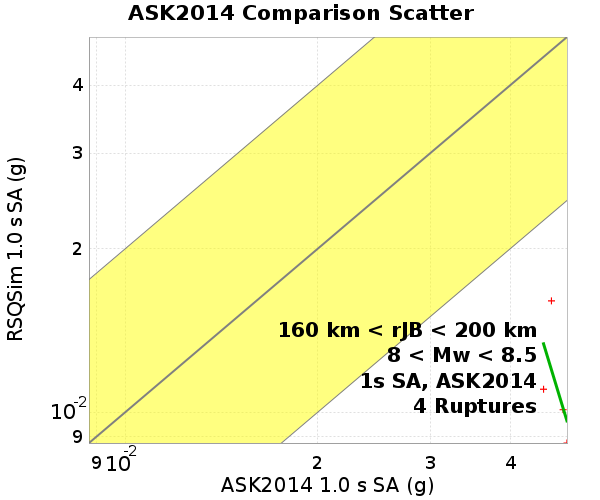 ASK2014 Comparison Scatter
RSQSim 1.0 s SA (g)
4
3
2
10-2
9
160 km < rJB < 200 km
8 < Mw < 8.5
1s SA, ASK2014
4 Ruptures
9 10-2 2 3 4
ASK2014 1.0 s SA (g)